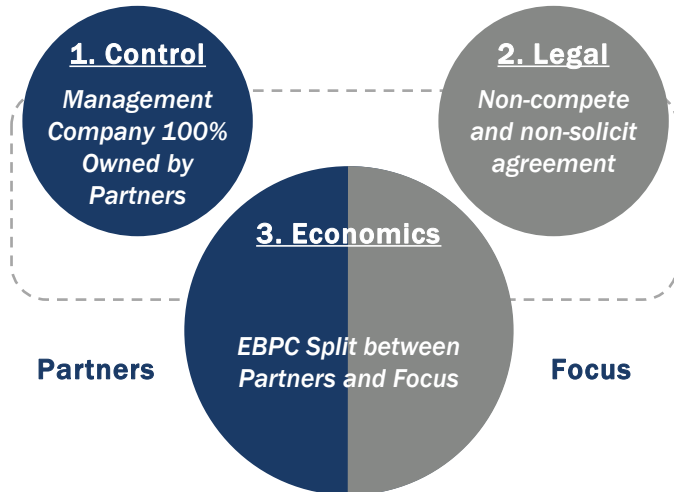 1. Control
Management
Company 100%
Owned by
Partners
2. Legal
Non-compete
and non-solicit
agreement
3. Economics
EBPC Split between
Partners and Focus
Partners
Focus